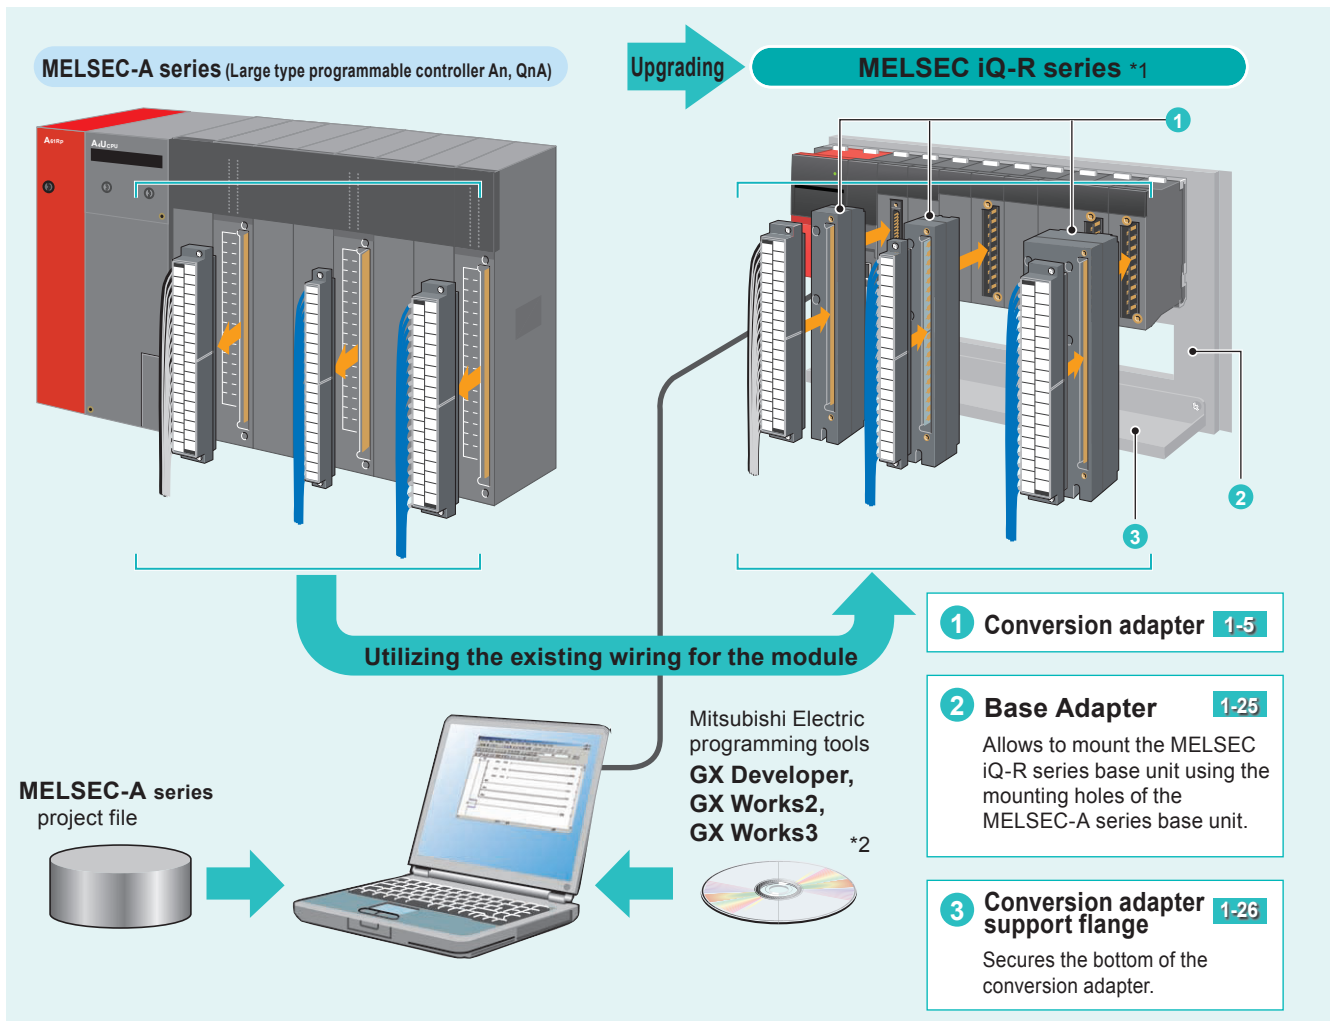 MELSEC-A series (Large type programmable controller An, QnA)
Upgrading
MELSEC iQ-R series *1
A61RP
A4UCPU
1
2
3
Utilizing the existing wiring for the module
MELSEC-A series
project file
Mitsubishi Electric
programming tools
GX Developer,
GX Works2,
GX Works3 *2
1 Conversion adapter 1-5
2 Base Adapter 1-25
Allows to mount the MELSEC
iQ-R series base unit using the
mounting holes of the
MELSEC-A series base unit.
3 Conversion adapter 1-26
support flange
Secures the bottom of the
conversion adapter.